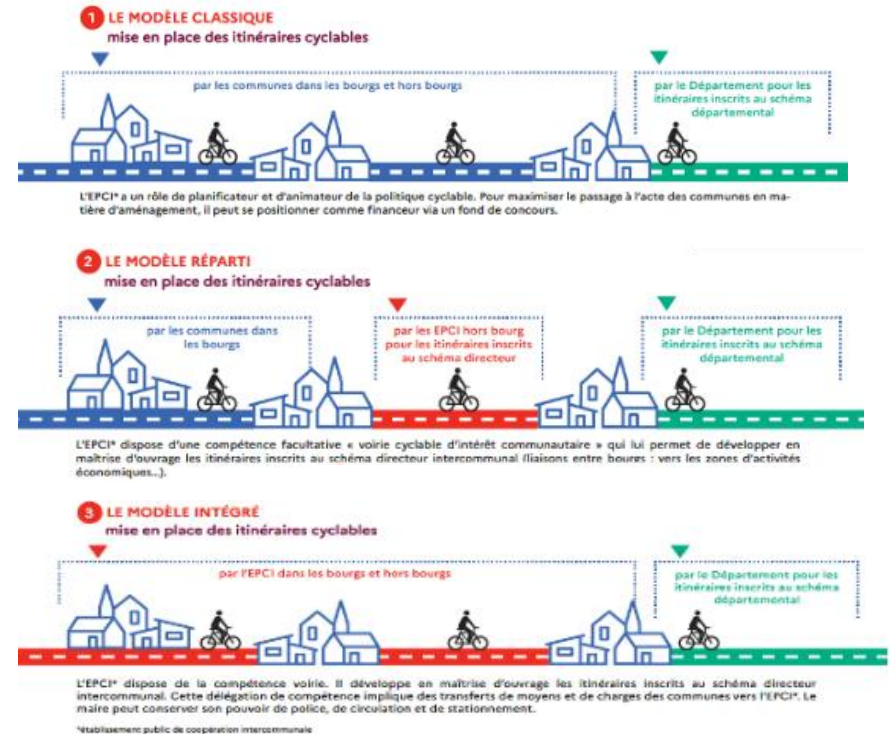 1 LE MODÈLE CLASSIQUE
mise en place des itinéraires cyclables
par les communes dans les bourgs et hors bourgs
par le Département pour les
itinéraires inscrits au schéma
départemental
L'EPCI* a un rôle de planificateur et d'animateur de la politique cyclable. Pour maximiser le passage à l'acte des communes en ma-
tière d'aménagement, il peut se positionner comme financeur via un fond de concours.
2 LE MODÈLE RÉPARTI
mise en place des itinéraires cyclables
par les communes dans
les bourgs
par les EPCI hors bourg
pour les itinéraires inscrits
au schéma directeur
par le Département pour les
itinéraires inscrits au schéma
départemental
L'EPCI* dispose d'une compétence facultative « voirie cyclable d'intérêt communautaire » qui lui permet de développer en
maîtrise d'ouvrage les itinéraires inscrits au schéma directeur intercommunal (liaisons entre bourgs : vers les zones d'activités
économiques...).
3 LE MODÈLE INTÉGRÉ
mise en place des itinéraires cyclables
par l'EPCI dans les bourgs et hors bourgs
par le Département pour les
itinéraires inscrits au schéma
départemental
L'EPCI* dispose de la compétence voirie. Il développe en maîtrise d'ouvrage les itinéraires inscrits au schéma directeur
intercommunal. Cette délégation de compétence implique des transferts de moyens et de charges des communes vers l'EPCI*. Le
maire peut conserver son pouvoir de police, de circulation et de stationnement.
*établissement public de coopération intercommunale